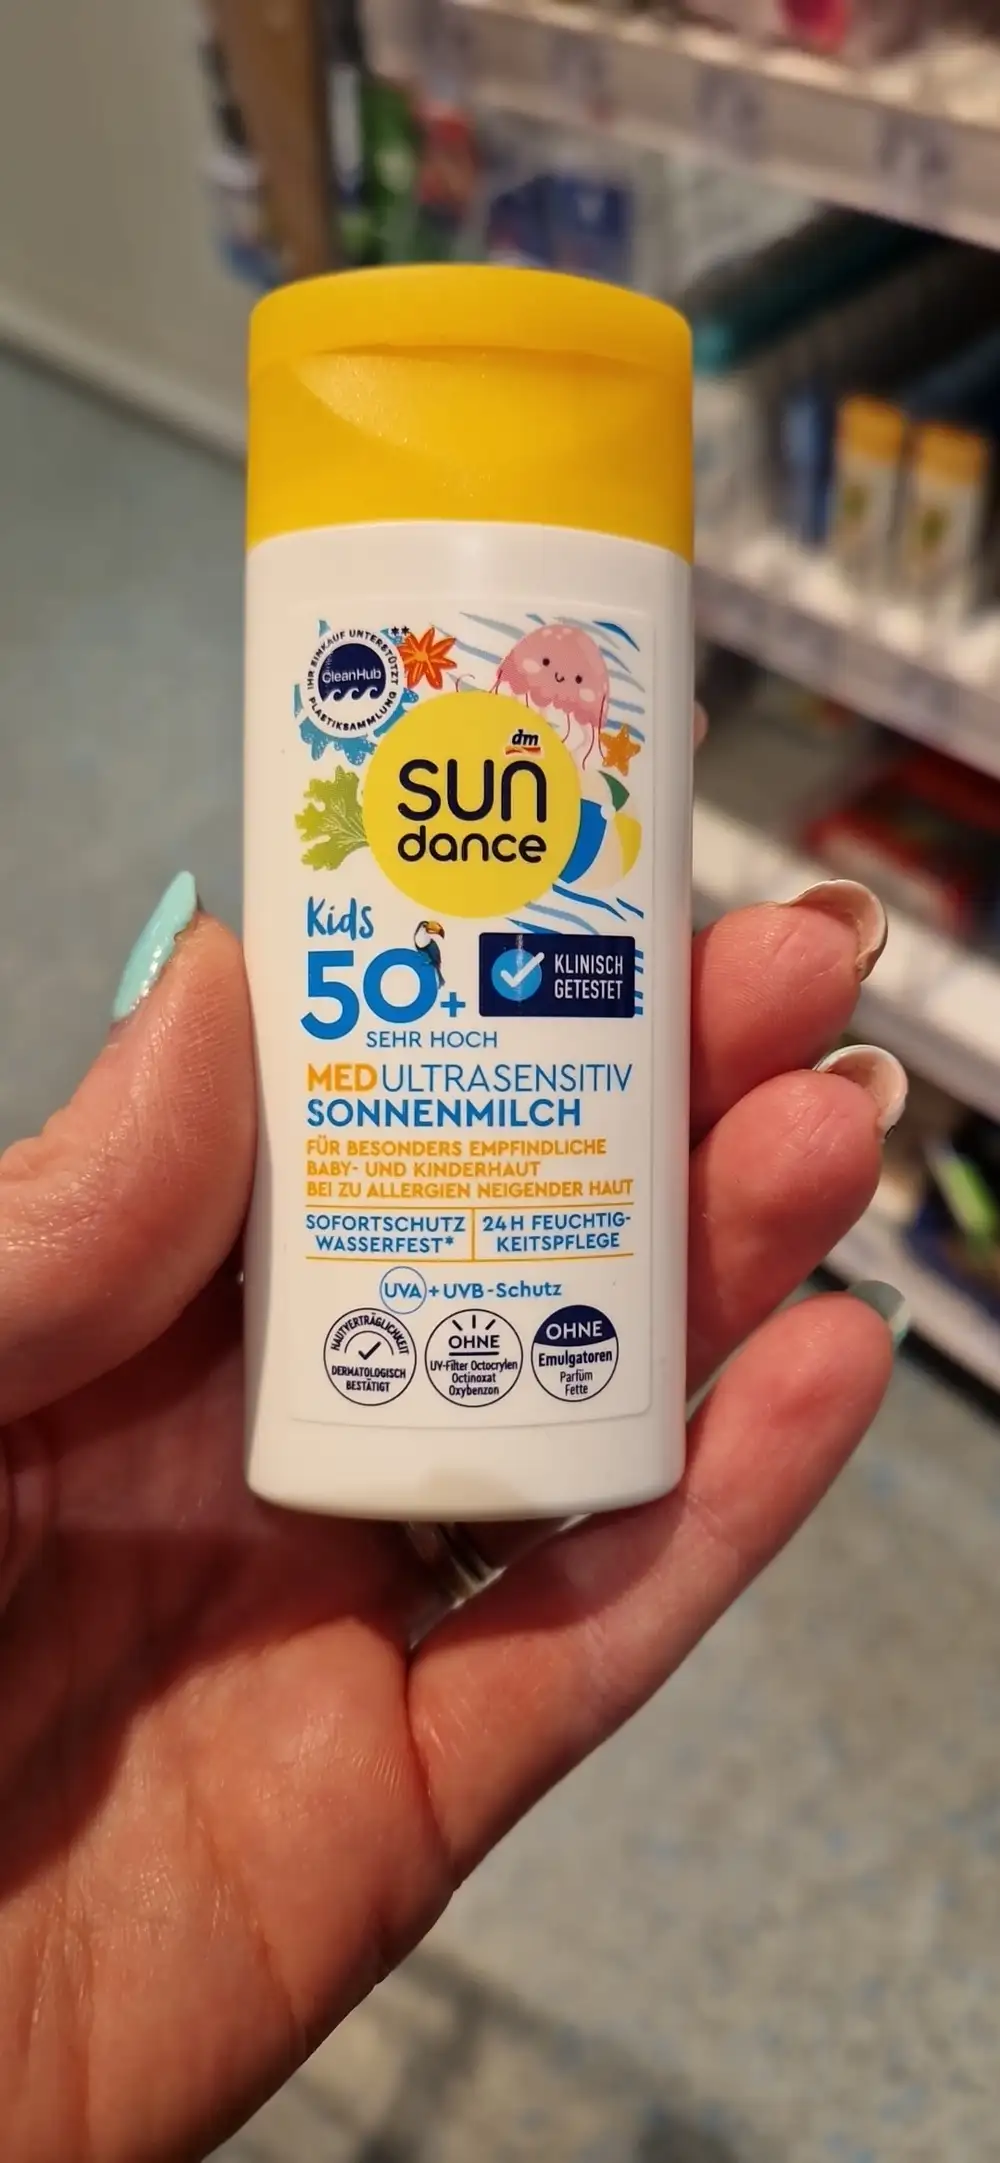 IHR EINKAUF UNTERSTÜTZT**
CleanHub
PLASTIKSAMMLUNG
dm
sun
dance
Kids
50+
SEHR HOCH
KLINISCH
GETESTET
MED ULTRASENSITIV
SONNENMILCH
FÜR BESONDERS EMPFINDLICHE
BABY- UND KINDERHAUT
BEI ZU ALLERGIEN NEIGENDER HAUT
SOFORTSCHUTZ
WASSERFEST*
24 H FEUCHTIG-
KEITSPFLEGE
UVA + UVB-Schutz
HAUTVERTRÄGLICHKEIT
DERMATOLOGISCH
BESTÄTIGT
OHNE
UV-Filter Octocrylen
Octinoxat
Oxybenzon
OHNE
Emulgatoren
Parfüm
Fette